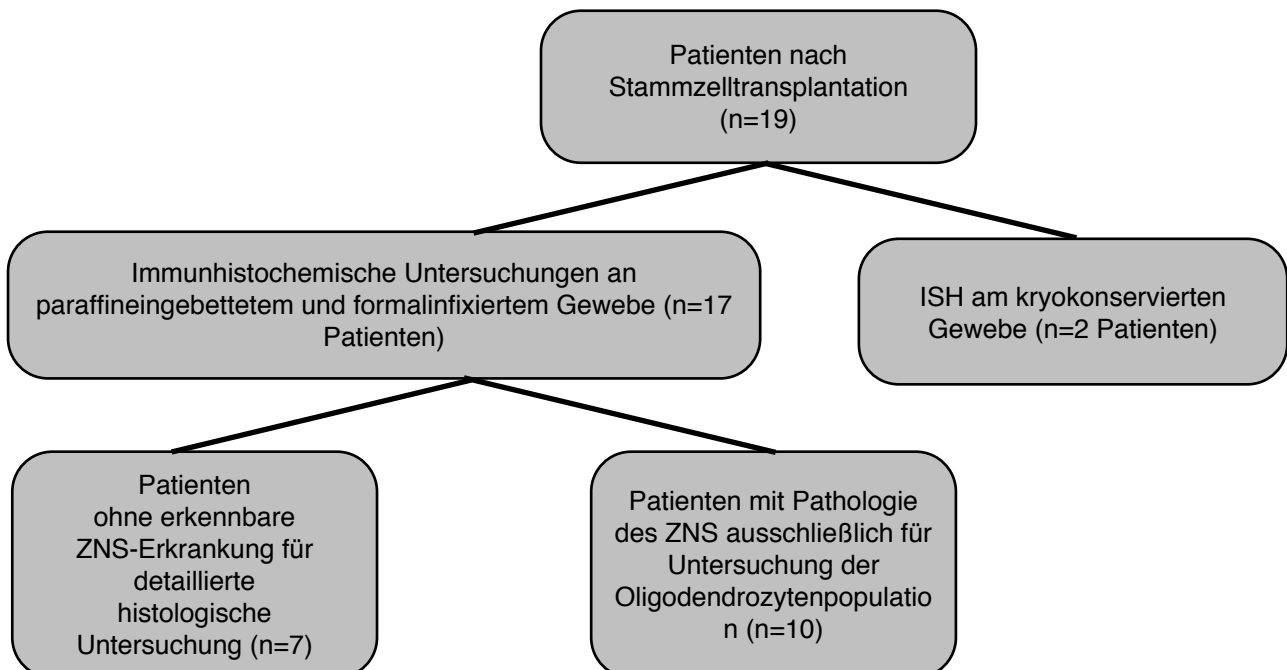 Patienten nach
Stammzelltransplantation
(n=19)
Immunhistochemische Untersuchungen an
paraffineingebettetem und formalinfixiertem Gewebe (n=17
Patienten)
ISH am kryokonservierten
Gewebe (n=2 Patienten)
Patienten
ohne erkennbare
ZNS-Erkrankung für
detaillierte
histologische
Untersuchung (n=7)
Patienten mit Pathologie
des ZNS ausschließlich für
Untersuchung der
Oligodendrozytenpopulatio
n (n=10)